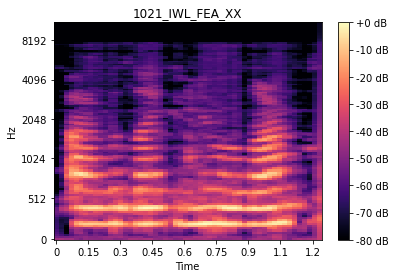 1021_IWL_FEA_XX
Hz
8192
4096
2048
1024
512
0
0 0.15 0.3 0.45 0.6 0.75 0.9 1.1 1.2
Time
+0 dB
-10 dB
-20 dB
-30 dB
-40 dB
-50 dB
-60 dB
-70 dB
-80 dB